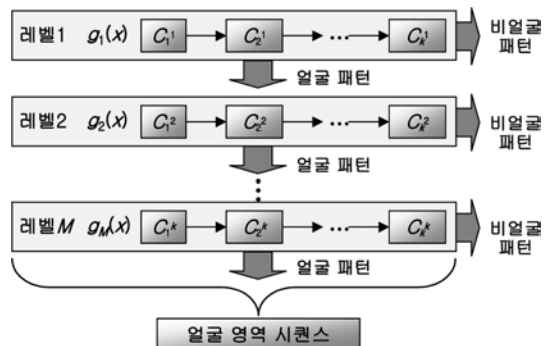 레벨1 g₁(x) C₁¹ C₂¹ ... Cₖ¹ 비얼굴 패턴
얼굴 패턴
레벨2 g₂(x) C₁² C₂² ... Cₖ² 비얼굴 패턴
얼굴 패턴
레벨M g_M(x) C₁ᵏ C₂ᵏ ... Cₖᵏ 비얼굴 패턴
얼굴 패턴
얼굴 영역 시퀀스